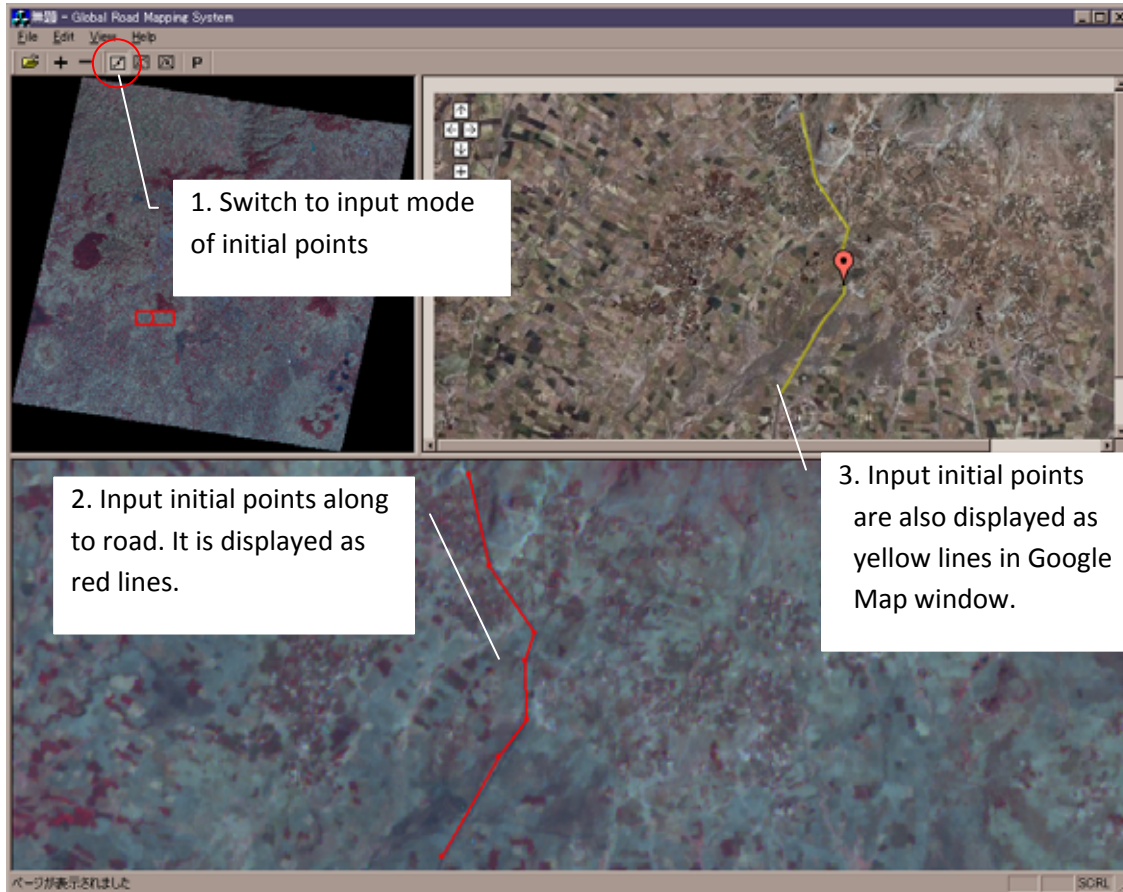 無題 - Global Road Mapping System
File Edit View Help
P
1. Switch to input mode
of initial points
2. Input initial points along
to road. It is displayed as
red lines.
3. Input initial points
are also displayed as
yellow lines in Google
Map window.
ページが表示されました
SCRL